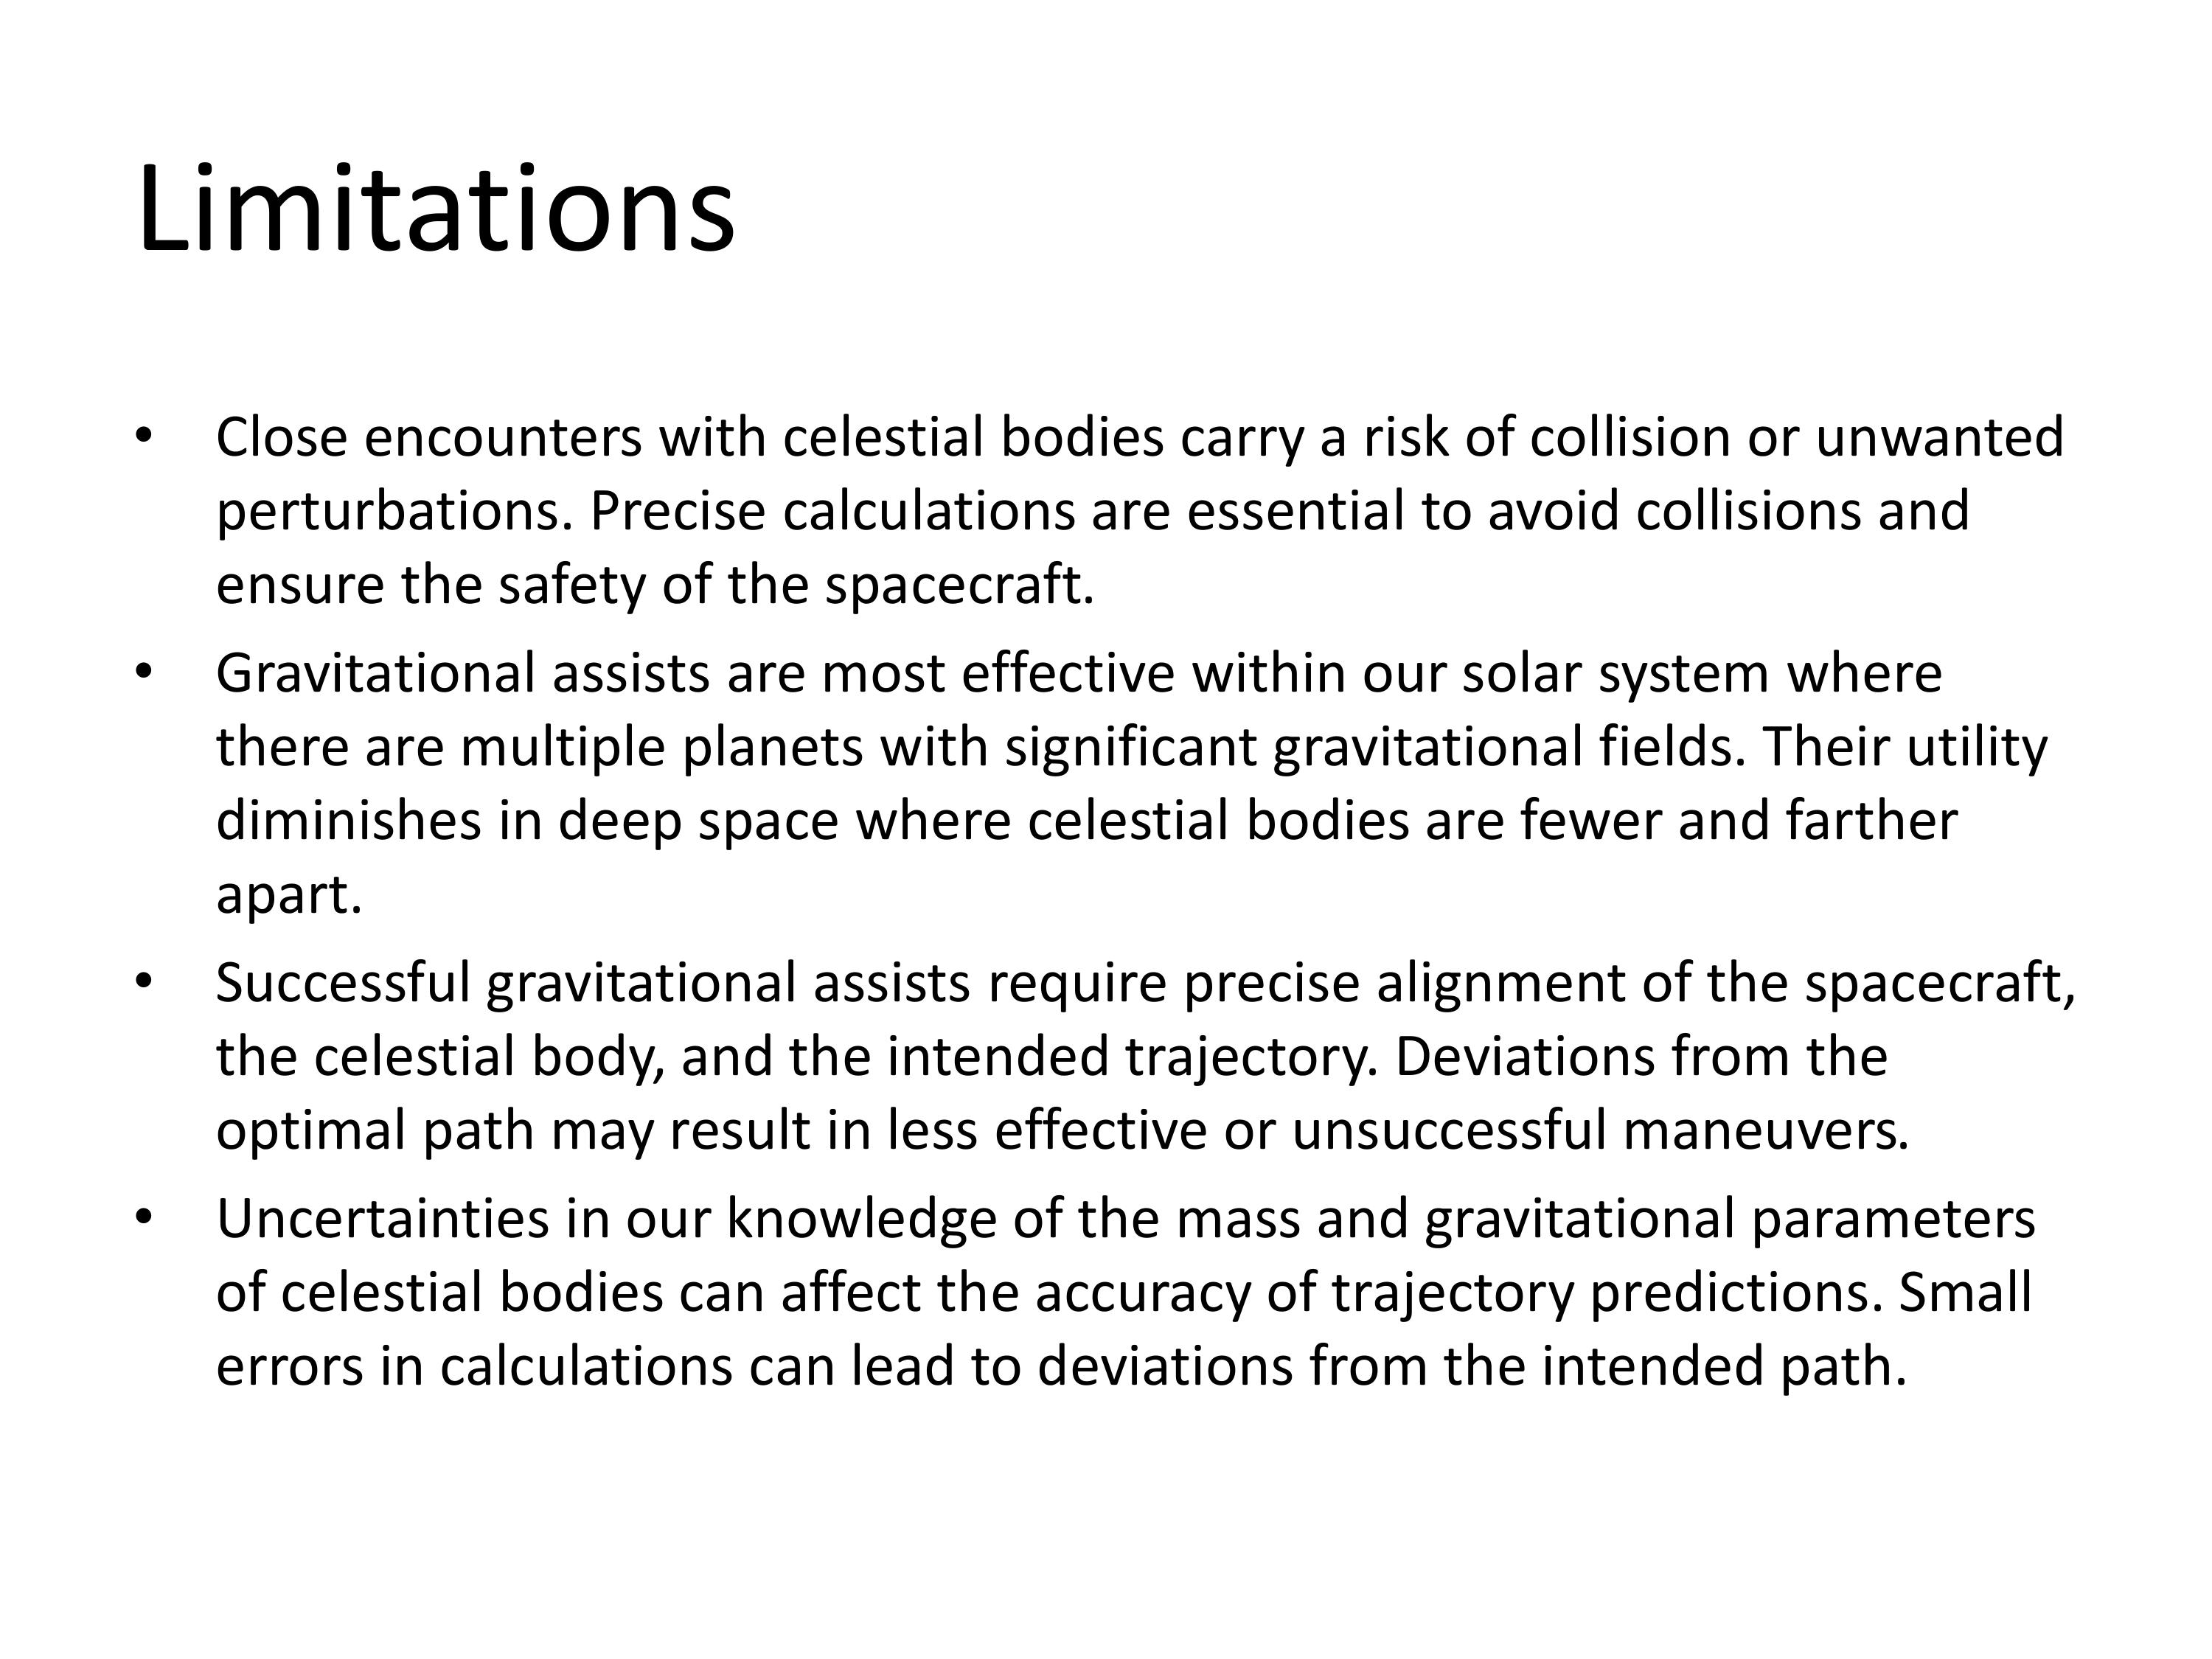 Limitations
• Close encounters with celestial bodies carry a risk of collision or unwanted
perturbations. Precise calculations are essential to avoid collisions and
ensure the safety of the spacecraft.
• Gravitational assists are most effective within our solar system where
there are multiple planets with significant gravitational fields. Their utility
diminishes in deep space where celestial bodies are fewer and farther
apart.
• Successful gravitational assists require precise alignment of the spacecraft,
the celestial body, and the intended trajectory. Deviations from the
optimal path may result in less effective or unsuccessful maneuvers.
• Uncertainties in our knowledge of the mass and gravitational parameters
of celestial bodies can affect the accuracy of trajectory predictions. Small
errors in calculations can lead to deviations from the intended path.